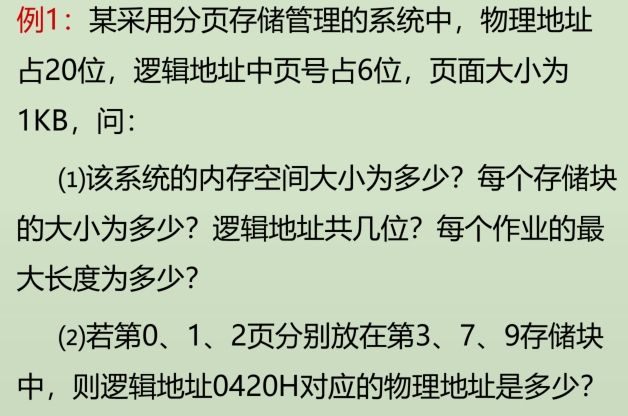 例1：某采用分页存储管理的系统中，物理地址
占20位，逻辑地址中页号占6位，页面大小为
1KB，问：
⑴该系统的内存空间大小为多少？每个存储块
的大小为多少？逻辑地址共几位？每个作业的最
大长度为多少？
⑵若第0、1、2页分别放在第3、7、9存储块
中，则逻辑地址0420H对应的物理地址是多少？